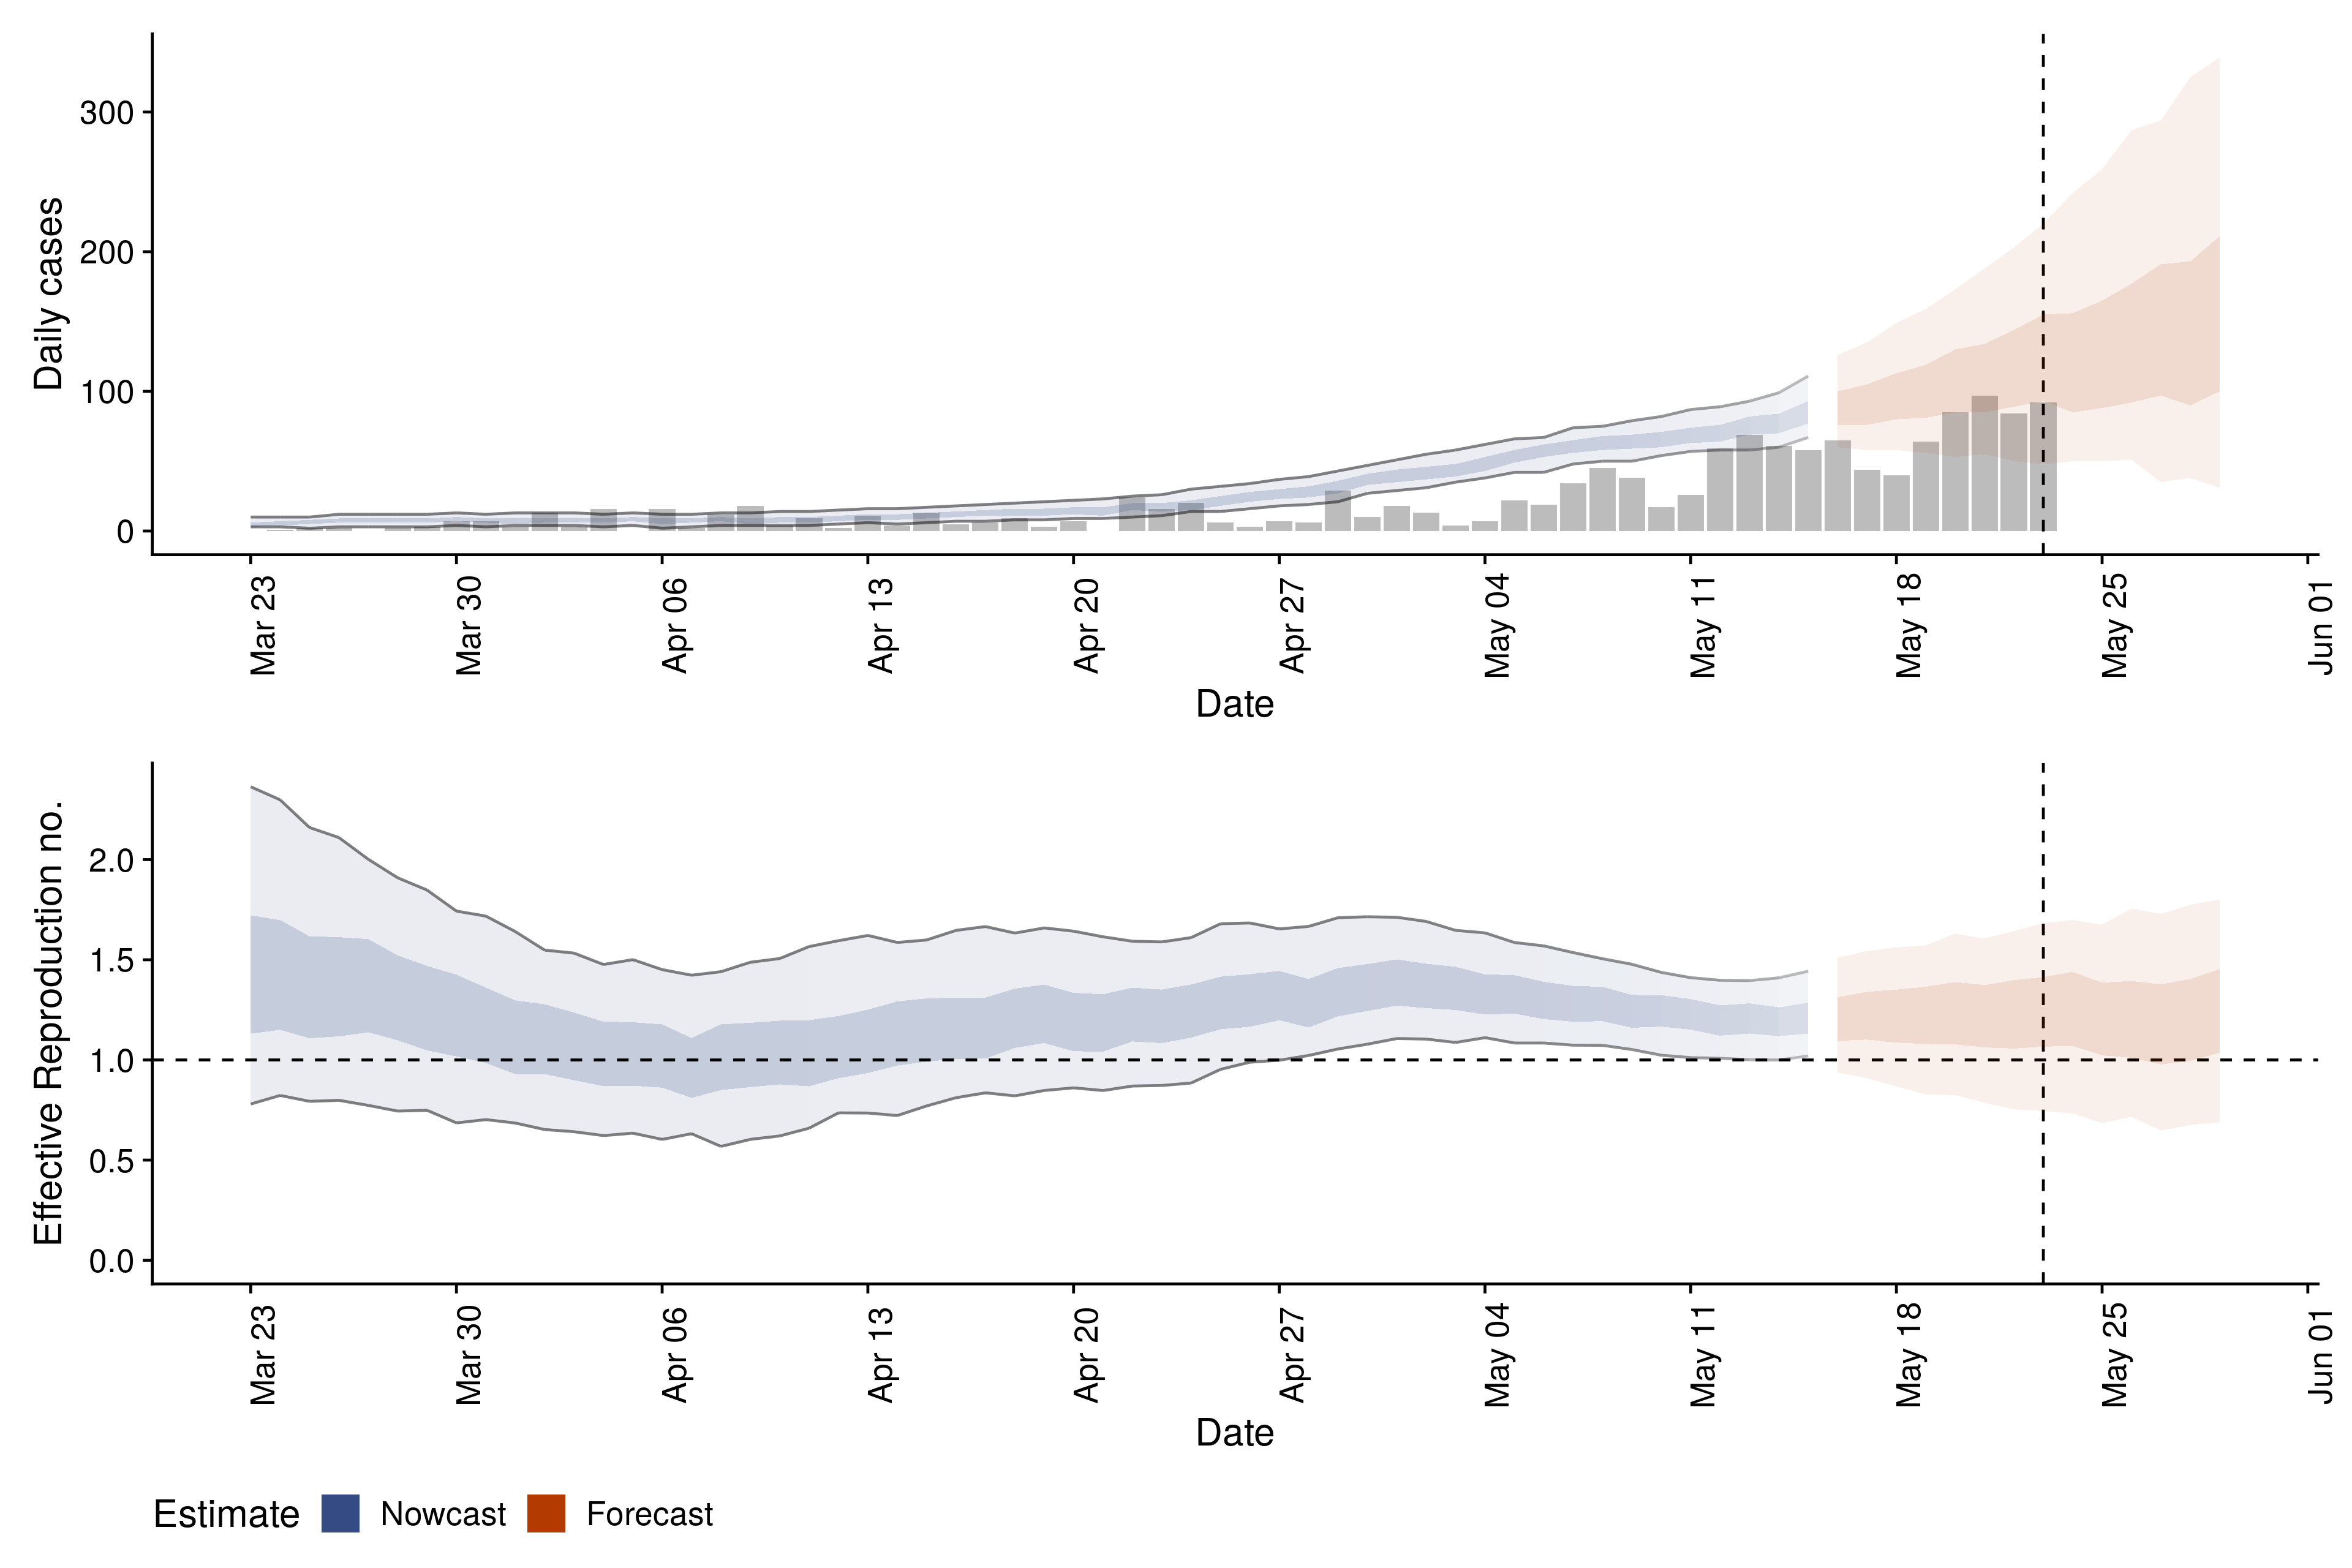 Daily cases
300
200
100
0
Mar 23
Mar 30
Apr 06
Apr 13
Apr 20
Apr 27
May 04
May 11
May 18
May 25
Jun 01
Date
Effective Reproduction no.
2.0
1.5
1.0
0.5
0.0
Mar 23
Mar 30
Apr 06
Apr 13
Apr 20
Apr 27
May 04
May 11
May 18
May 25
Jun 01
Date
Estimate Nowcast Forecast